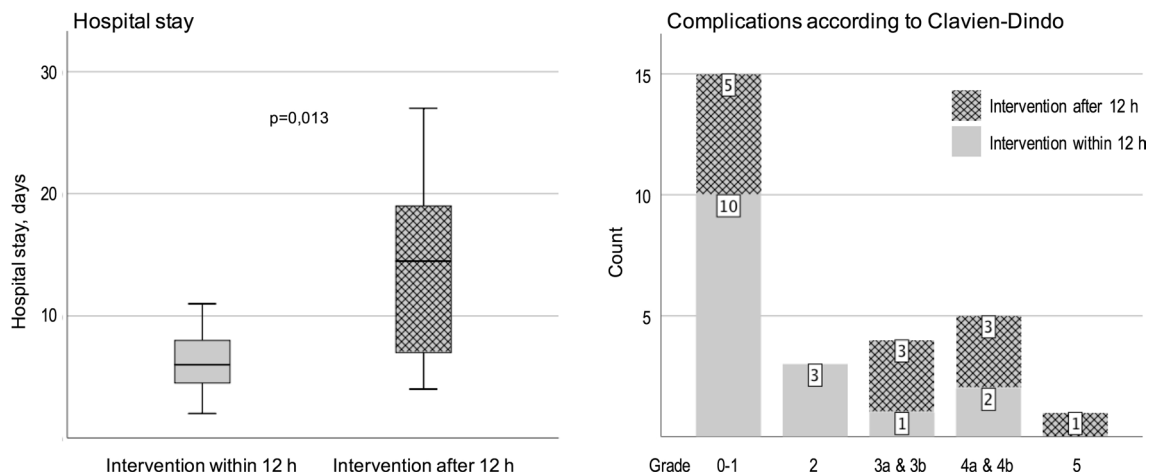 Hospital stay
30
20
10
Hospital stay, days
p=0,013
Intervention within 12 h
Intervention after 12 h
Complications according to Clavien-Dindo
15
10
5
Count
Intervention after 12 h
Intervention within 12 h
5
10
3
3
1
3
2
1
Grade 0-1 2 3a & 3b 4a & 4b 5